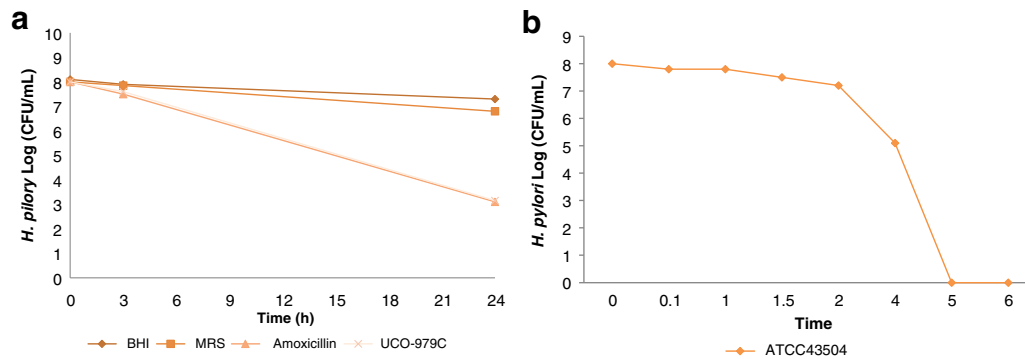 a
H. pilory Log (CFU/mL)
10
9
8
7
6
5
4
3
2
1
0
0 3 6 9 12 15 18 21 24
Time (h)
BHI MRS Amoxicillin UCO-979C
b
H. pylori Log (CFU/mL)
9
8
7
6
5
4
3
2
1
0
0 0.1 1 1.5 2 4 5 6
Time
ATCC43504